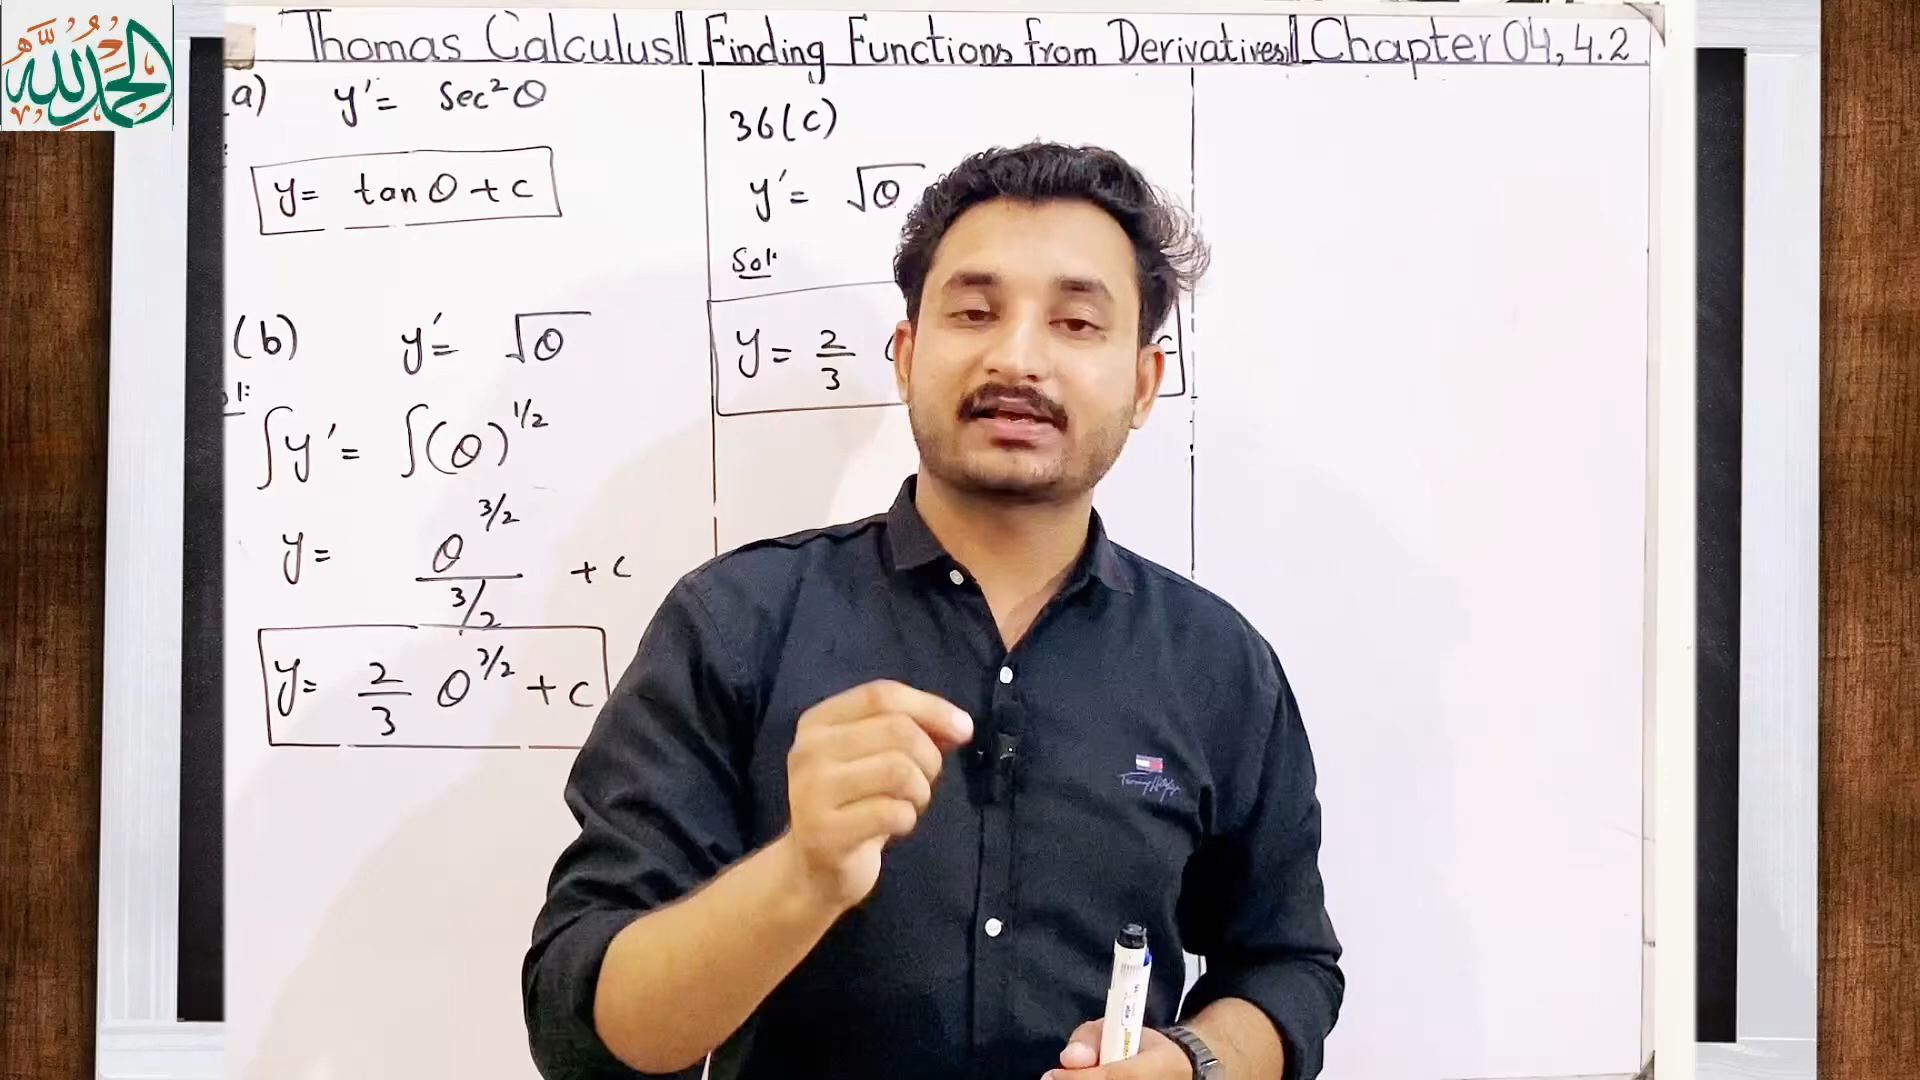 الحمد لله
Thomas Calculus|| Finding Functions from Derivatives|| Chapter 04, 4.2
a) y' = sec²θ
y = tanθ + c
(b) y' = √θ
∫y' = ∫(θ)^1/2
y = θ^3/2 / 3/2 + c
y = 2/3 θ^3/2 + c
36(c)
y' = √θ
Sol:
y = 2/3
c